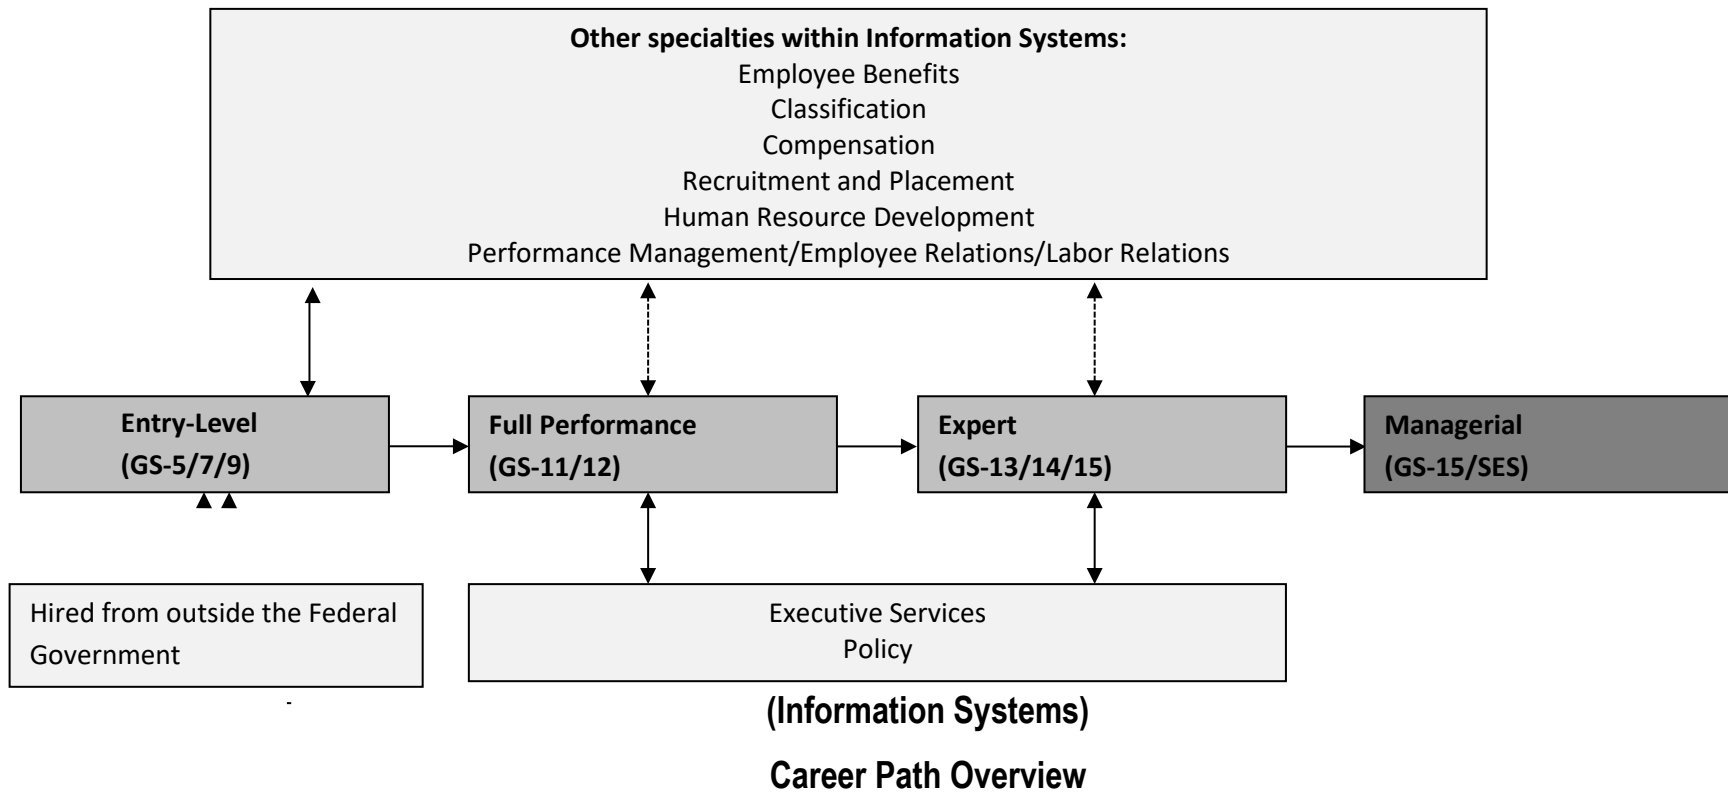 Other specialties within Information Systems:
Employee Benefits
Classification
Compensation
Recruitment and Placement
Human Resource Development
Performance Management/Employee Relations/Labor Relations
Entry-Level
(GS-5/7/9)
Full Performance
(GS-11/12)
Expert
(GS-13/14/15)
Managerial
(GS-15/SES)
Hired from outside the Federal
Government
Executive Services
Policy
(Information Systems)
Career Path Overview